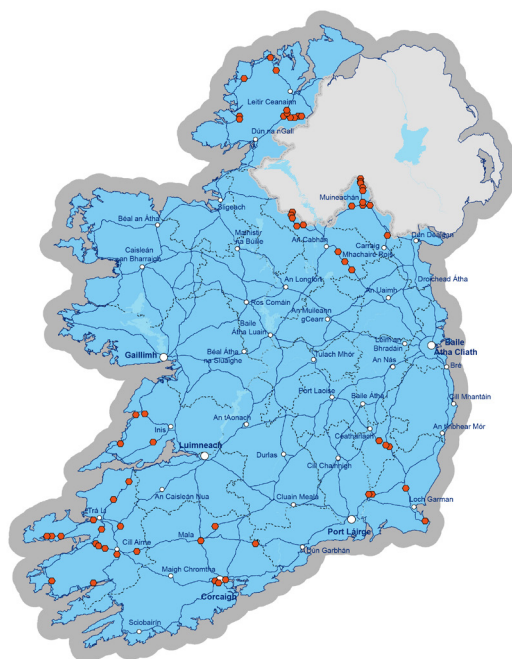 Leitir Ceanainn
Dún na nGall
Muineachán
Sligeach
Béal an Átha
Mainistir
na Búille
An Cabhán
Carraig
Mhachaire Rois
Dún Dealgan
Caisleán
an Bharraigh
An Longfort
Droichead Átha
An Uaimh
Ros Comáin
An Muileann
gCearr
Baile
Átha Luain
Gaillimh
Béal Átha
na Sluaighe
Tulach Mhór
Léim an
Bhradáin
Baile
Átha Cliath
An Nás
Bré
Port Laoise
Baile Átha Í
Cill Mhantáin
Inis
An tAonach
Ceatharlach
An tInbhear Mór
Luimneach
Durlas
Cill Chainnigh
An Caisleán Nua
Cluain Meala
Loch Garman
Trá Lí
Port Láirge
Cill Airne
Mala
Dún Garbhán
Maigh Chromtha
Corcaigh
Sciobairín